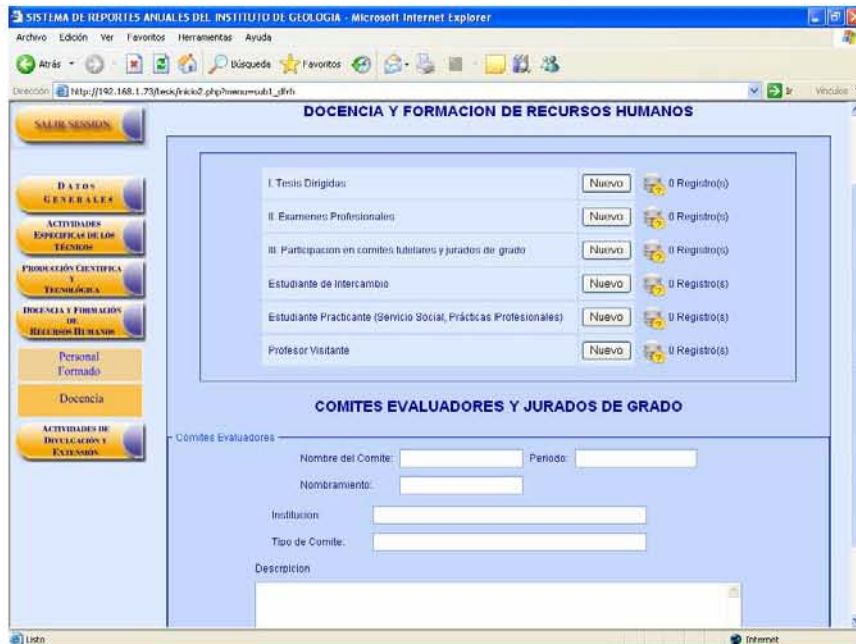 SISTEMA DE REPORTES ANUALES DEL INSTITUTO DE GEOLOGIA - Microsoft Internet Explorer
Archivo Edición Ver Favoritos Herramientas Ayuda
Atrás Búsqueda Favoritos
Dirección http://192.168.1.73/tesis/inicio2.php?menu=sub1_dfrh Ir Vínculos
SALIR SESSION
DATOS GENERALES
ACTIVIDADES ESPECIFICAS DE LOS TÉCNICOS
PRODUCCIÓN CIENTIFICA Y TECNOLÓGICA
DOCENCIA Y FORMACIÓN DE RECURSOS HUMANOS
Personal Formado
Docencia
ACTIVIDADES DE DIVULGACIÓN Y EXTENSIÓN
DOCENCIA Y FORMACION DE RECURSOS HUMANOS
I. Tesis Dirigidas Nuevo 0 Registro(s)
II. Examenes Profesionales Nuevo 0 Registro(s)
III. Participacion en comites tutelares y jurados de grado Nuevo 0 Registro(s)
Estudiante de Intercambio Nuevo 0 Registro(s)
Estudiante Practicante (Servicio Social, Prácticas Profesionales) Nuevo 0 Registro(s)
Profesor Visitante Nuevo 0 Registro(s)
COMITES EVALUADORES Y JURADOS DE GRADO
Comites Evaluadores
Nombre del Comite: Periodo:
Nombramiento:
Institucion
Tipo de Comite:
Descrpicion
Listo Internet